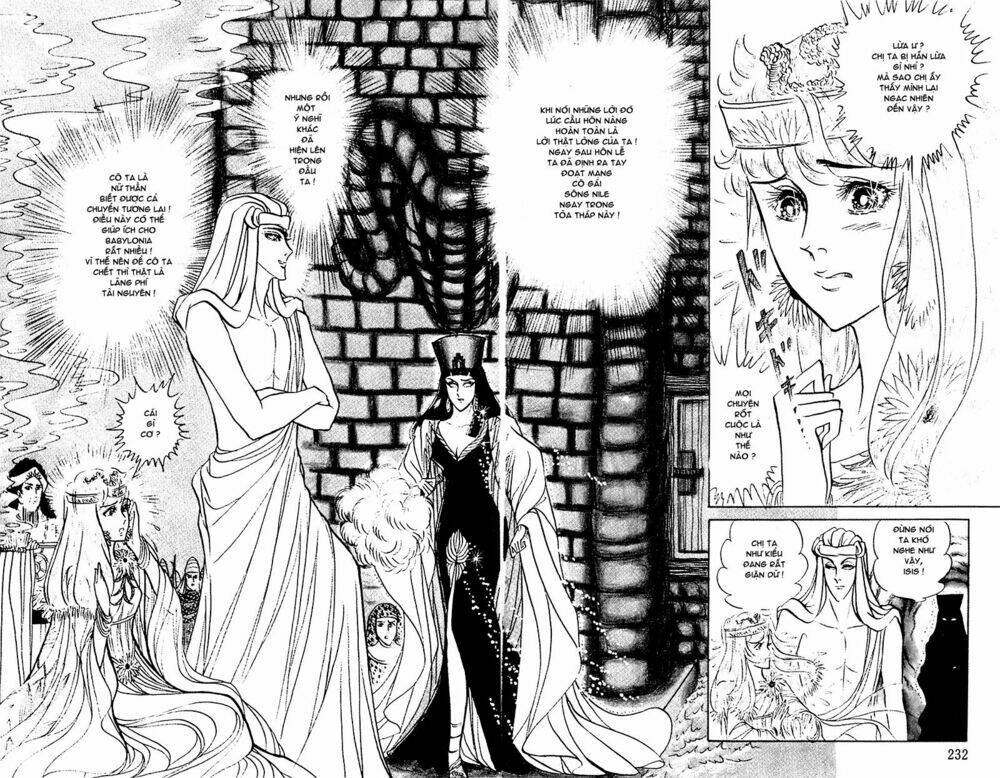 LỪA Ư ?
CHỊ TA BỊ HẮN LỪA
GÌ NHỈ ?
MÀ SAO CHỊ ẤY
THẤY MÌNH LẠI
NGẠC NHIÊN
ĐẾN VẬY ?
MỌI
CHUYỆN
RỐT
CUỘC LÀ
NHƯ
THẾ
NÀO ?
ĐỪNG NÓI
TA KHÓ
NGHE NHƯ
VẬY,
ISIS
CHỊ TA
NHƯ KIỂU
ĐANG RẤT
GIẬN DỮ !
232
KHI NÓI NHỮNG LỜI ĐÓ
LÚC CẦU HÔN NÀNG
HOÀN TOÀN LÀ
LỜI THẬT LÒNG CỦA TA !
NGAY SAU HÔN LỄ
TA ĐÃ ĐỊNH RA TAY
ĐOẠT MẠNG
CÔ GÁI
SÔNG NILE
NGAY TRONG
TÒA THÁP NÀY !
NHƯNG RỒI
MỘT
Ý NGHĨ
KHÁC
ĐÃ
HIỆN LÊN
TRONG
ĐẦU
TA !
CÔ TA LÀ
NỮ THẦN
BIẾT ĐƯỢC CẢ
CHUYỆN TƯƠNG LAI !
ĐIỀU NÀY CÓ THỂ
GIÚP ÍCH CHO
BABYLONIA
RẤT NHIỀU !
VÌ THẾ NÊN ĐỂ CÔ TA
CHẾT THÌ THẬT LÀ
LÃNG PHÍ
TÀI NGUYÊN !
CÁI
GÌ
CƠ ?